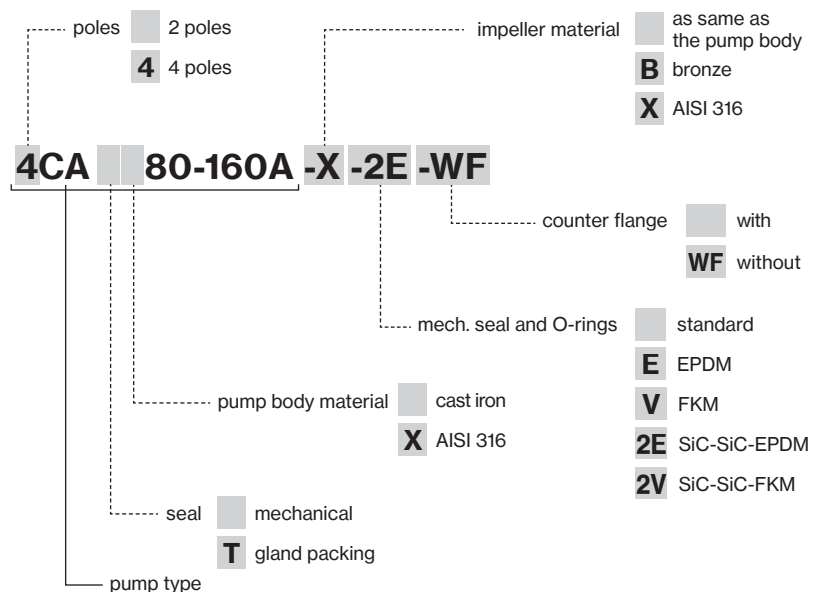 poles 2 poles
4 4 poles
impeller material as same as
the pump body
B bronze
X AISI 316
4CA 80-160A -X -2E -WF
counter flange with
WF without
mech. seal and O-rings standard
E EPDM
V FKM
2E SiC-SiC-EPDM
2V SiC-SiC-FKM
pump body material cast iron
X AISI 316
seal mechanical
T gland packing
pump type